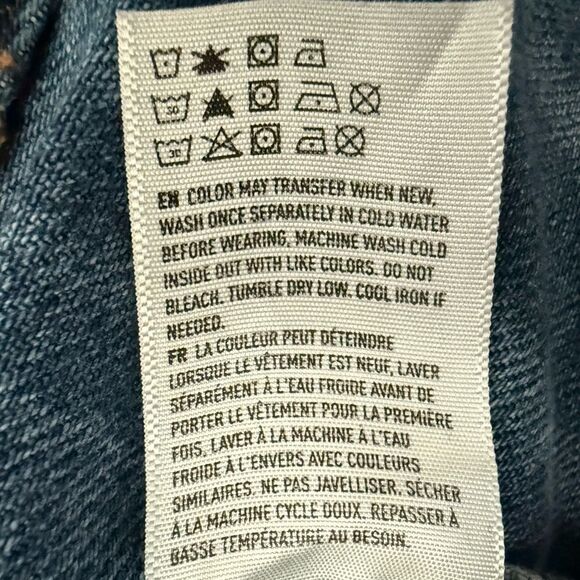 30
30
EN COLOR MAY TRANSFER WHEN NEW,
WASH ONCE SEPARATELY IN COLD WATER
BEFORE WEARING, MACHINE WASH COLD
INSIDE OUT WITH LIKE COLORS. DO NOT
BLEACH. TUMBLE DRY LOW. COOL IRON IF
NEEDED.
FR LA COULEUR PEUT DÉTEINDRE
LORSQUE LE VÊTEMENT EST NEUF, LAVER
SÉPARÉMENT À L'EAU FROIDE AVANT DE
PORTER LE VÊTEMENT POUR LA PREMIÈRE
FOIS, LAVER À LA MACHINE À L'EAU
FROIDE À L'ENVERS AVEC COULEURS
SIMILAIRES. NE PAS JAVELLISER. SÉCHER
À LA MACHINE CYCLE DOUX. REPASSER À
BASSE TEMPÉRATURE AU BESOIN.